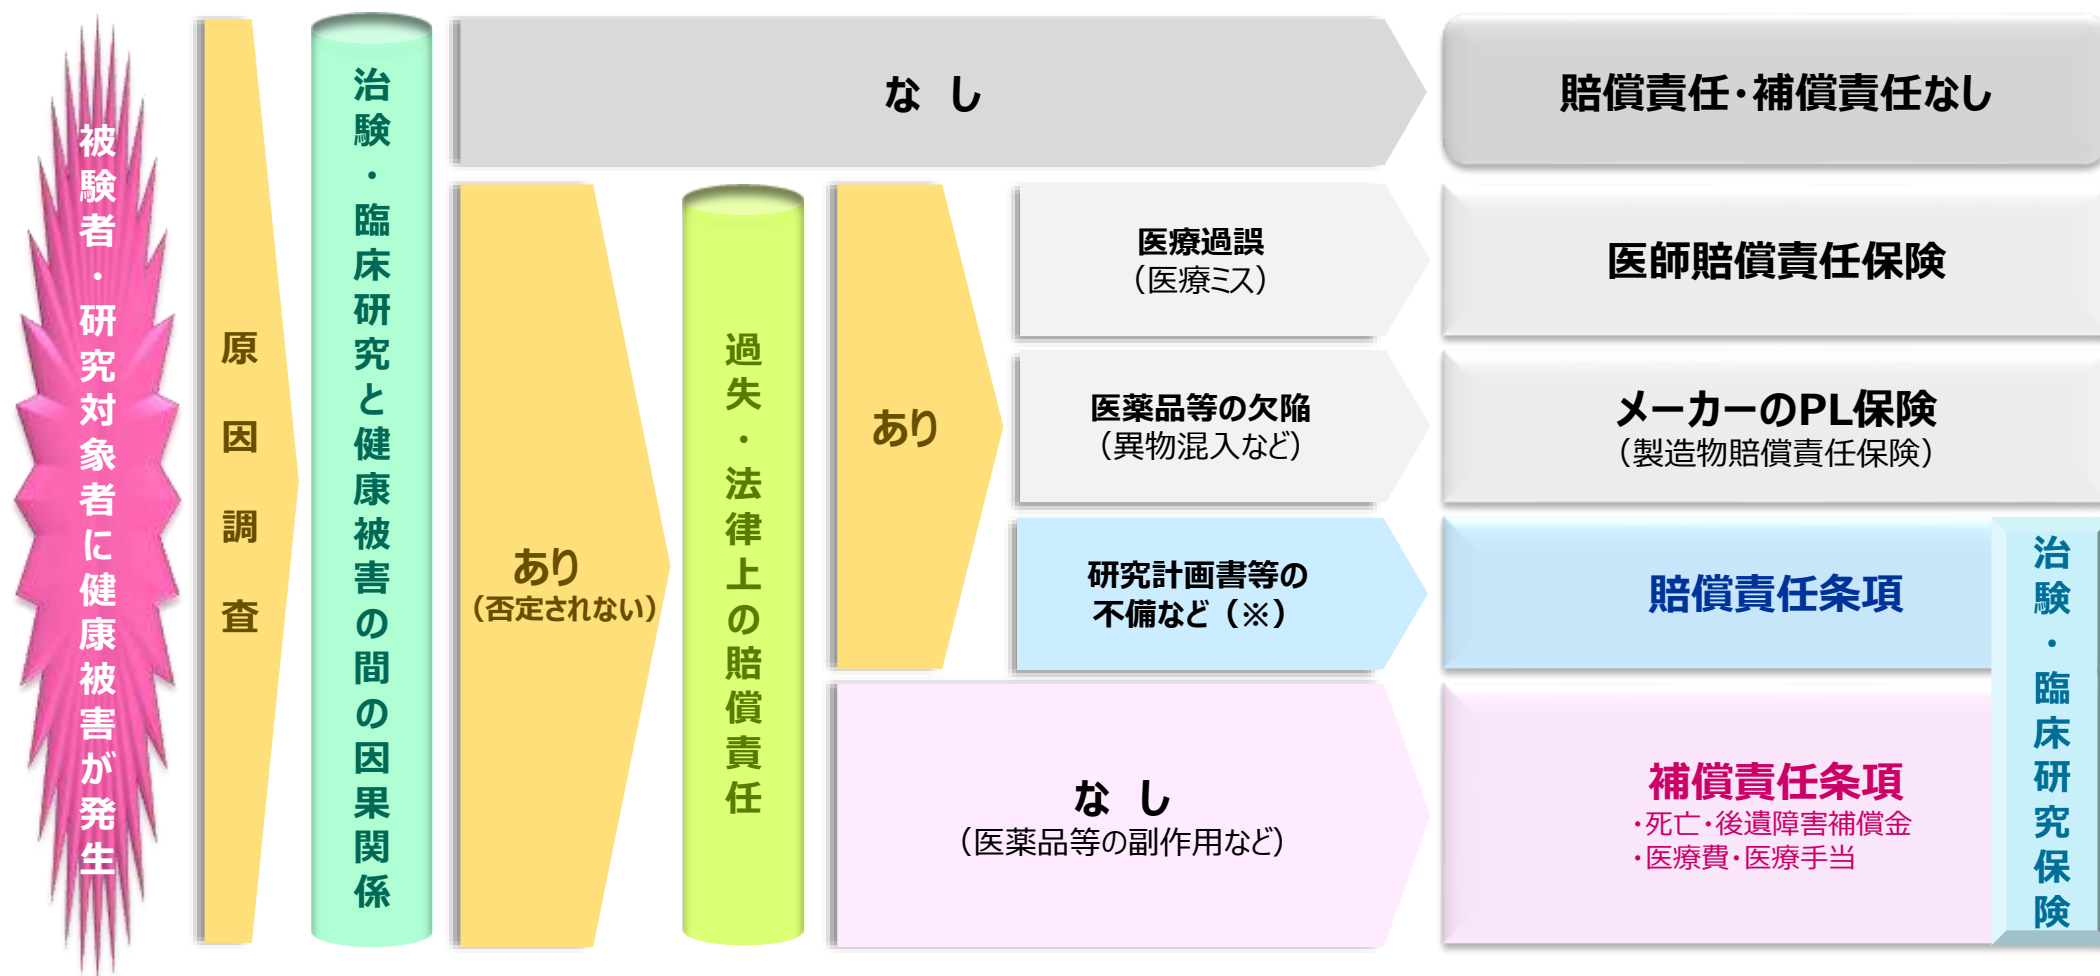 被験者・研究対象者に健康被害が発生
原因調査
治験・臨床研究と健康被害の間の因果関係
なし
賠償責任・補償責任なし
あり
（否定されない）
過失・法律上の賠償責任
あり
医療過誤
（医療ミス）
医師賠償責任保険
医薬品等の欠陥
（異物混入など）
メーカーのPL保険
（製造物賠償責任保険）
研究計画書等の
不備など（※）
賠償責任条項
なし
（医薬品等の副作用など）
補償責任条項
・死亡・後遺障害補償金
・医療費・医療手当
治験・臨床研究保険